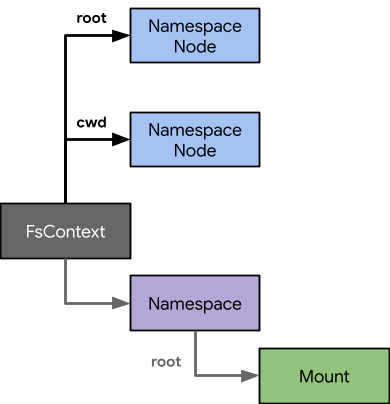 root
Namespace
Node
cwd
Namespace
Node
FsContext
Namespace
root
Mount